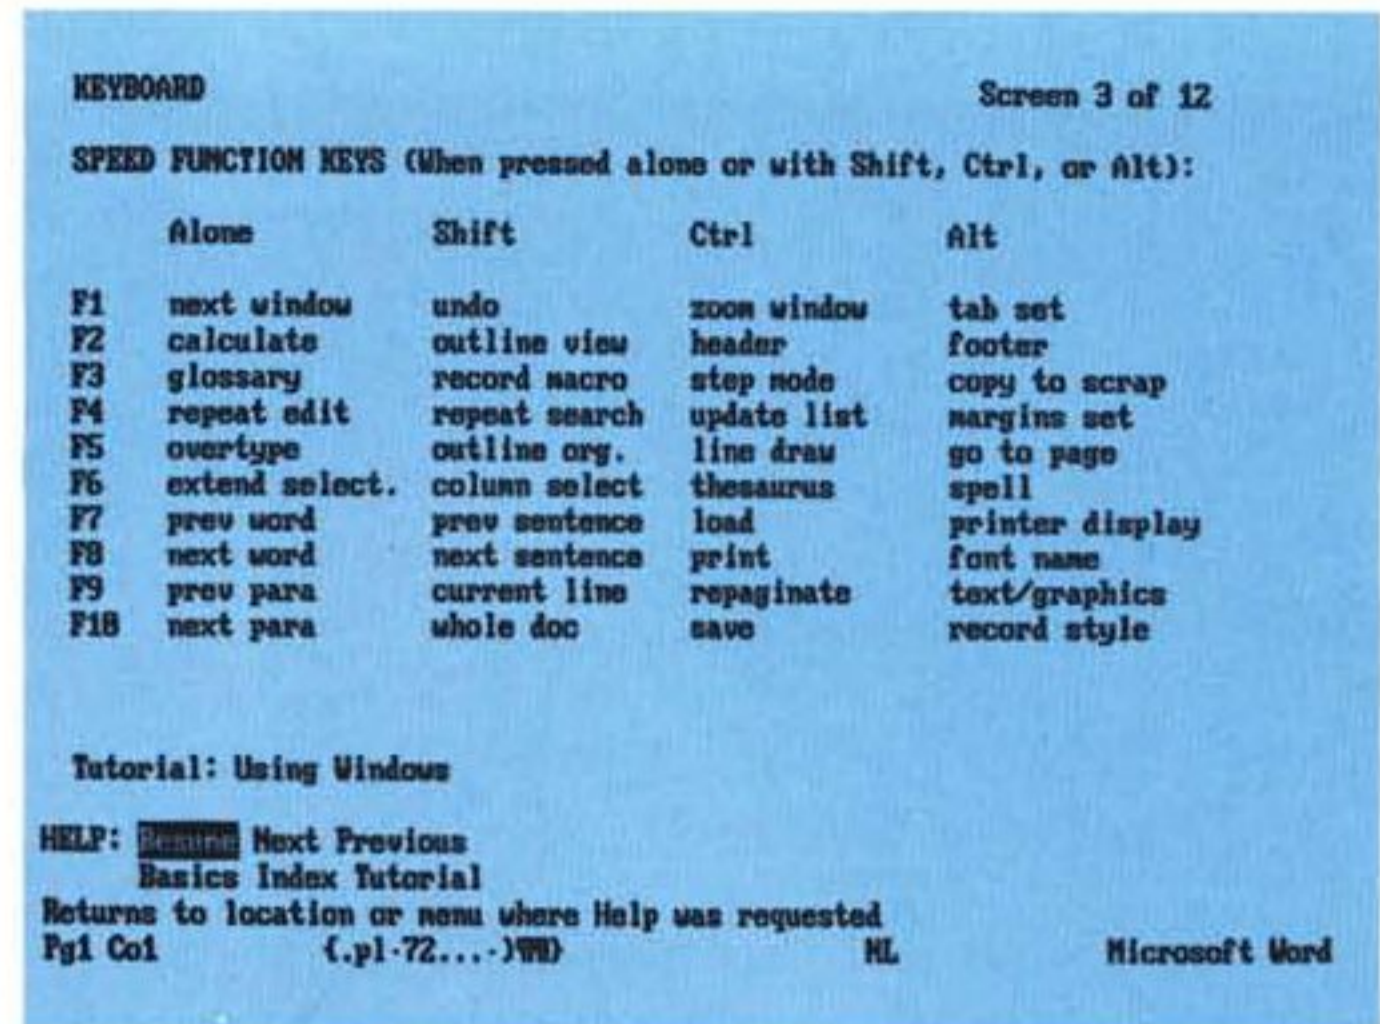 KEYBOARD Screen 3 of 12
SPEED FUNCTION KEYS (When pressed alone or with Shift, Ctrl, or Alt):
Alone Shift Ctrl Alt
F1 next window undo zoom window tab set
F2 calculate outline view header footer
F3 glossary record macro step mode copy to scrap
F4 repeat edit repeat search update list margins set
F5 overtype outline org. line draw go to page
F6 extend select. column select thesaurus spell
F7 prev word prev sentence load printer display
F8 next word next sentence print font name
F9 prev para current line repaginate text/graphics
F10 next para whole doc save record style
Tutorial: Using Windows
HELP: Resume Next Previous
Basics Index Tutorial
Returns to location or menu where Help was requested
Pg1 Co1 {.pl·72...·) ML Microsoft Word